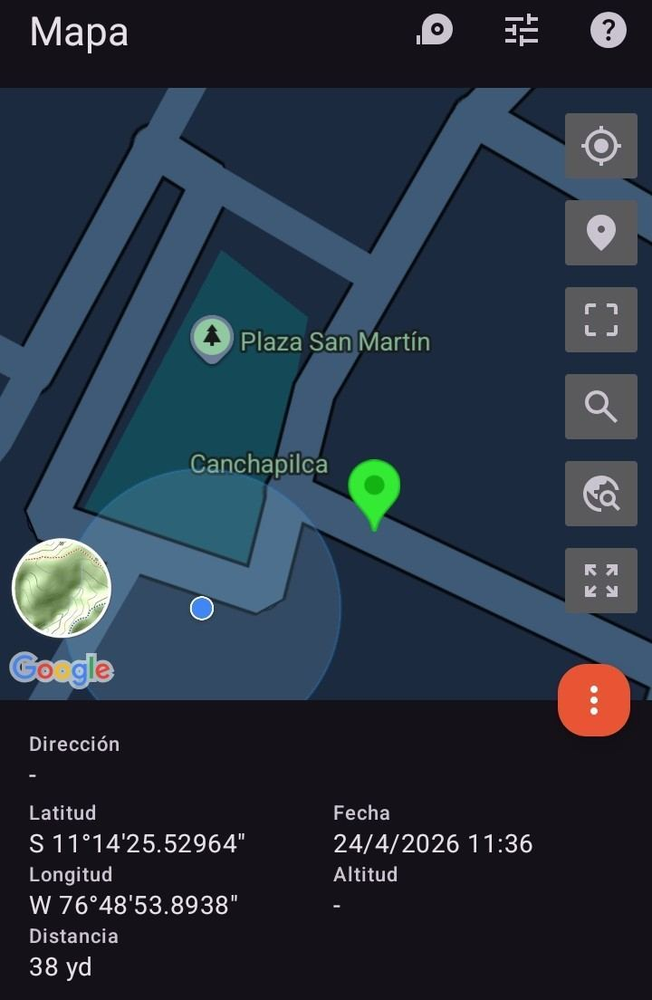 Mapa
Plaza San Martín
Canchapilca
Google
Dirección
-
Latitud
S 11°14'25.52964"
Fecha
24/4/2026 11:36
Longitud
W 76°48'53.8938"
Altitud
-
Distancia
38 yd